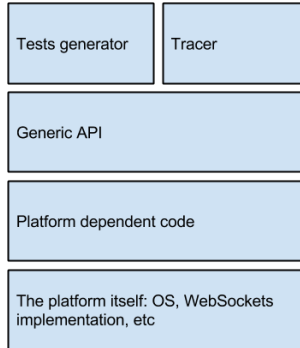 Tests generator
Tracer
Generic API
Platform dependent code
The platform itself: OS, WebSockets
implementation, etc